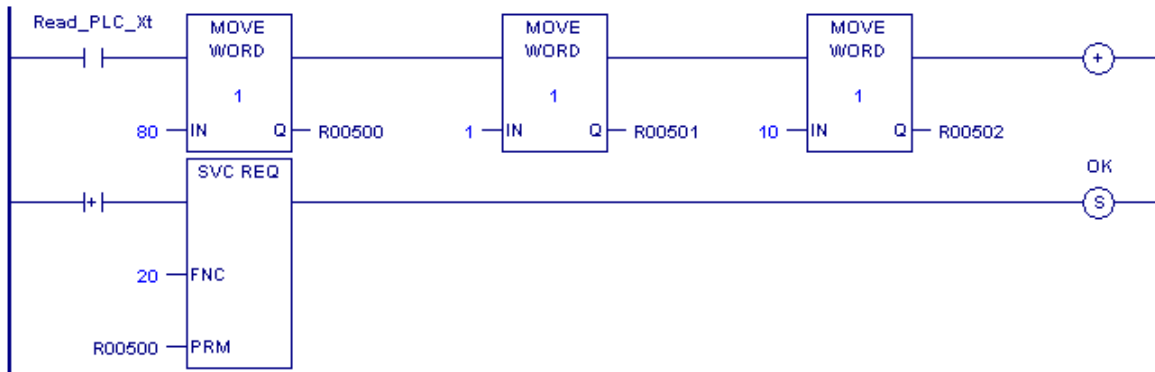 Read_PLC_Xt
MOVE WORD MOVE WORD MOVE WORD
1 1 1
80 IN Q R00500 1 IN Q R00501 10 IN Q R00502
+
SVC REQ
OK
+ S
20 FNC
R00500 PRM